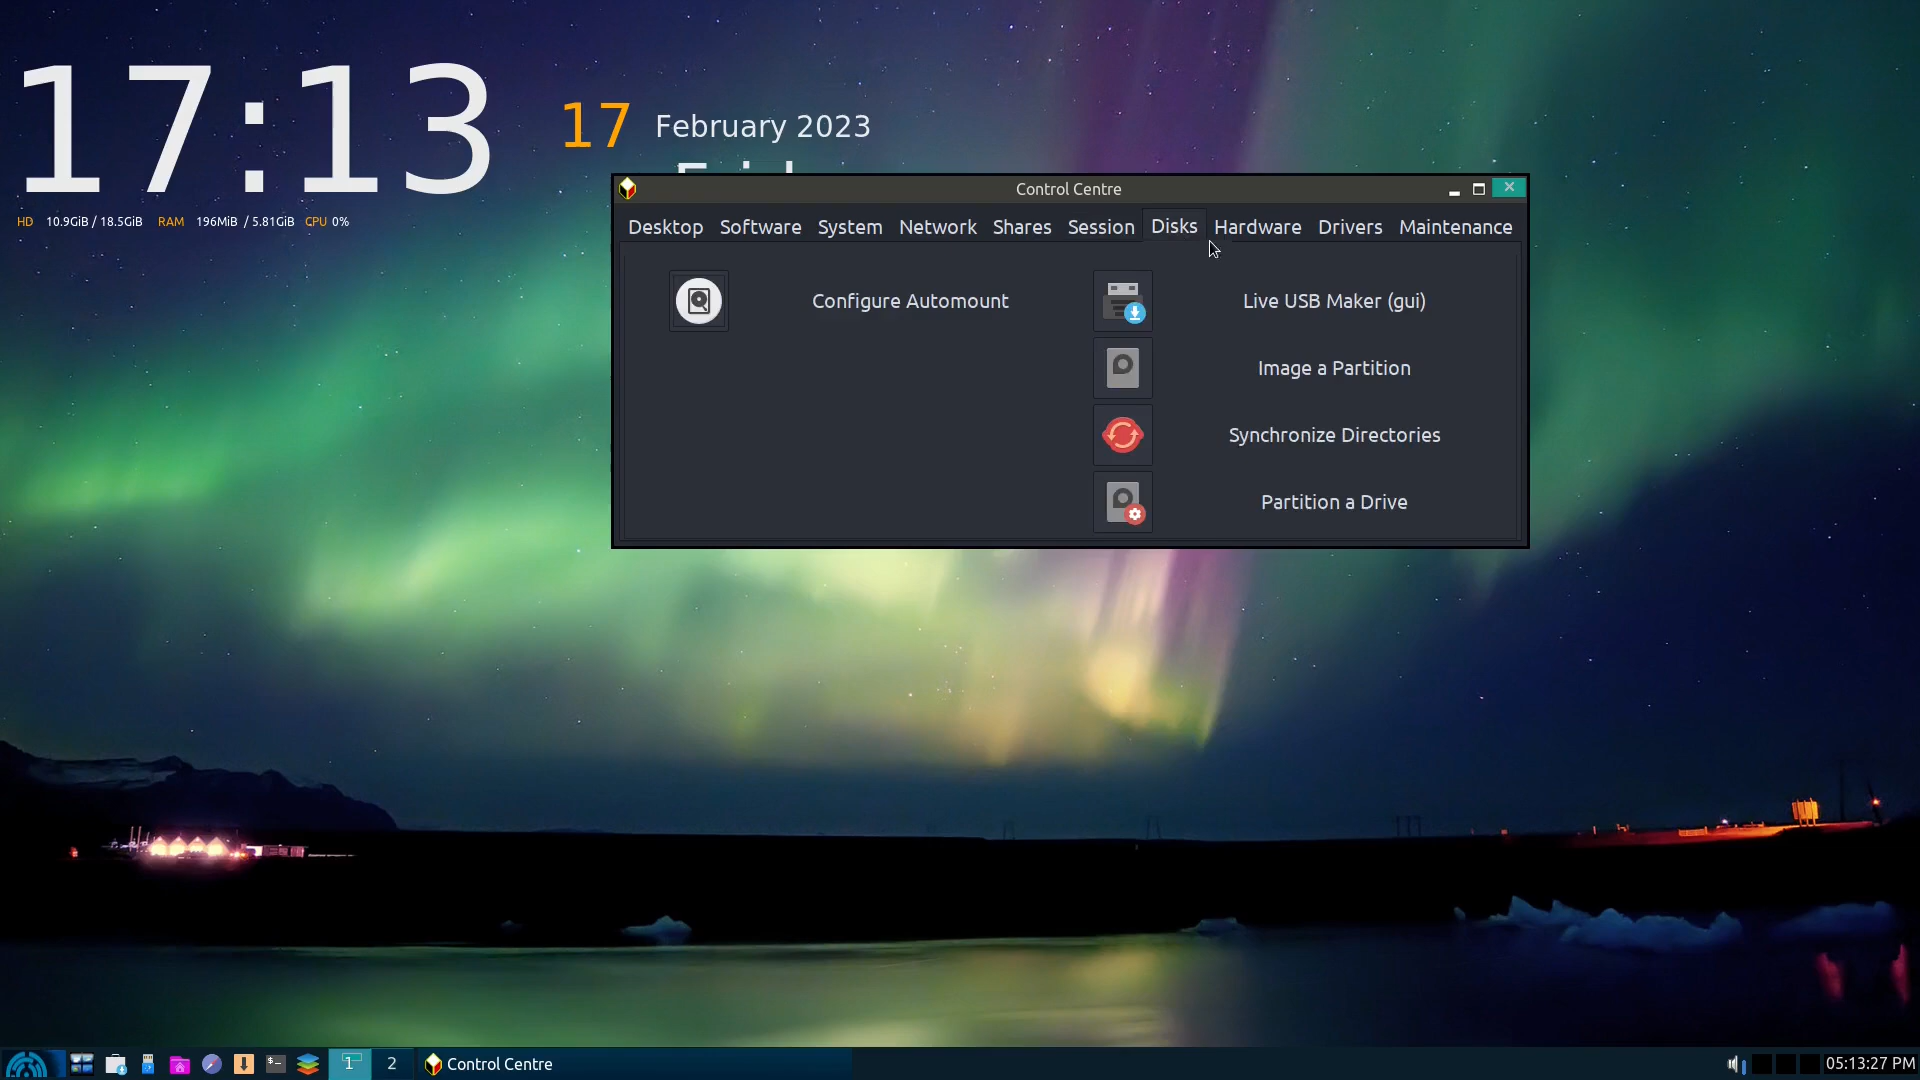 17:13
17 February 2023
HD 10.9GiB / 18.5GiB RAM 196MiB / 5.81GiB CPU 0%
Control Centre
Desktop Software System Network Shares Session Disks Hardware Drivers Maintenance
Configure Automount Live USB Maker (gui)
Image a Partition
Synchronize Directories
Partition a Drive
1 2 Control Centre 05:13:27 PM